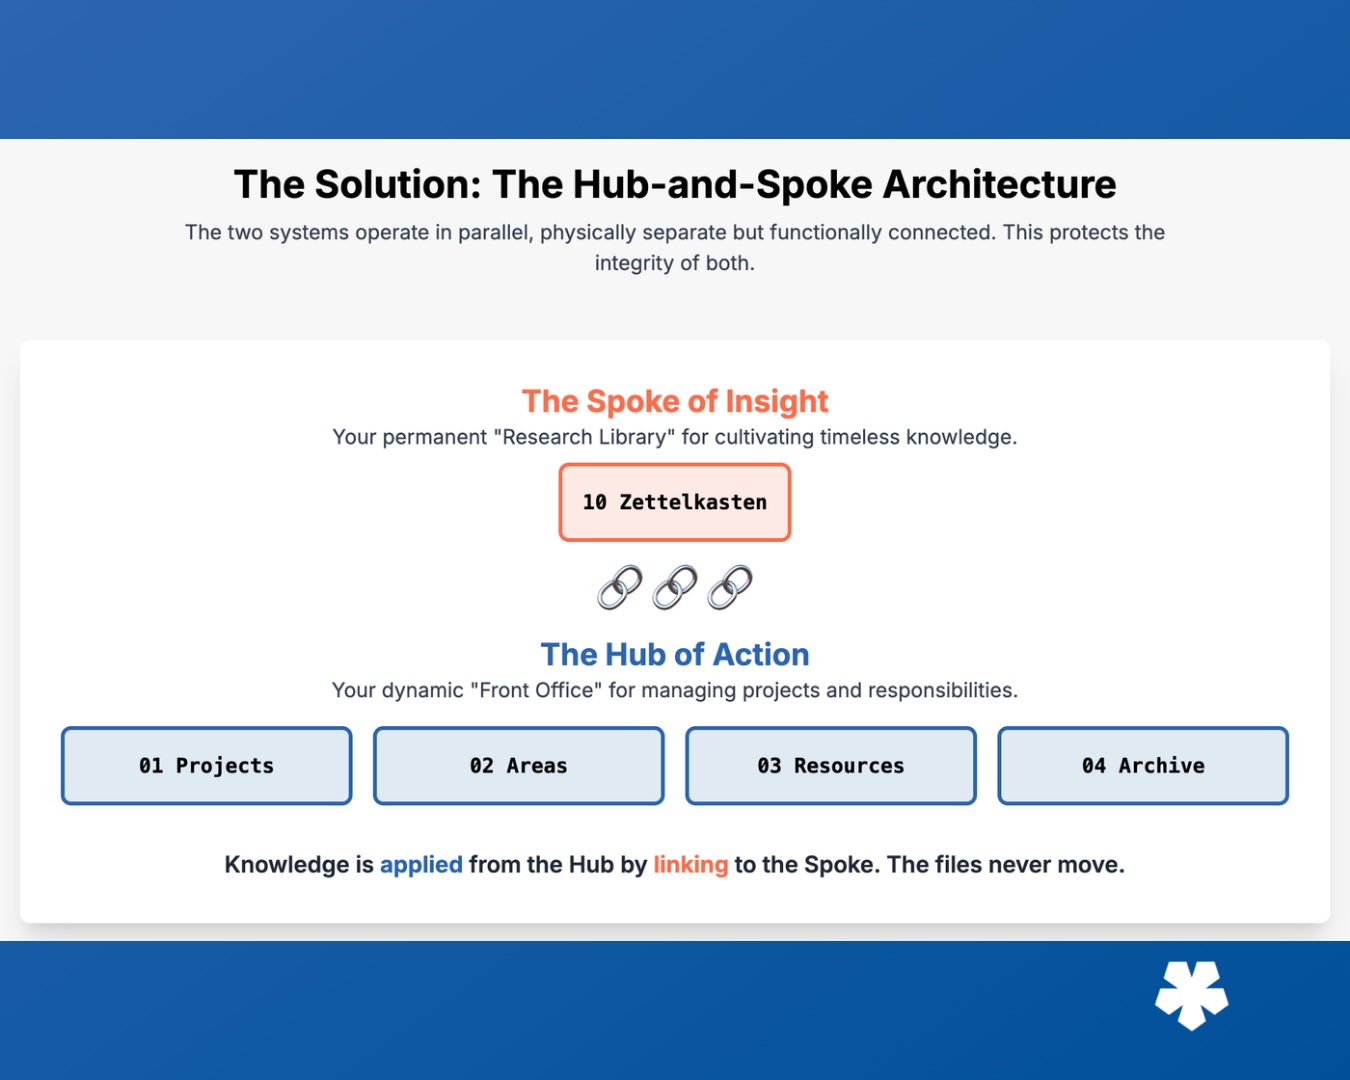 The Solution: The Hub-and-Spoke Architecture
The two systems operate in parallel, physically separate but functionally connected. This protects the
integrity of both.
The Spoke of Insight
Your permanent "Research Library" for cultivating timeless knowledge.
10 Zettelkasten
The Hub of Action
Your dynamic "Front Office" for managing projects and responsibilities.
01 Projects
02 Areas
03 Resources
04 Archive
Knowledge is applied from the Hub by linking to the Spoke. The files never move.